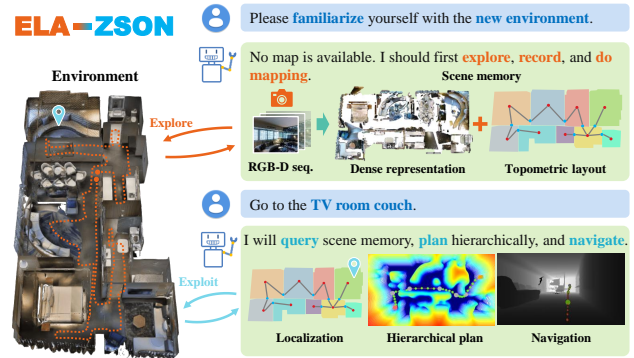 ELA-ZSON
Environment
Explore
Exploit
Please familiarize yourself with the new environment.
No map is available. I should first explore, record, and do
mapping.
Scene memory
RGB-D seq.
Dense representation
Topometric layout
Go to the TV room couch.
I will query scene memory, plan hierarchically, and navigate.
Localization
Hierarchical plan
Navigation